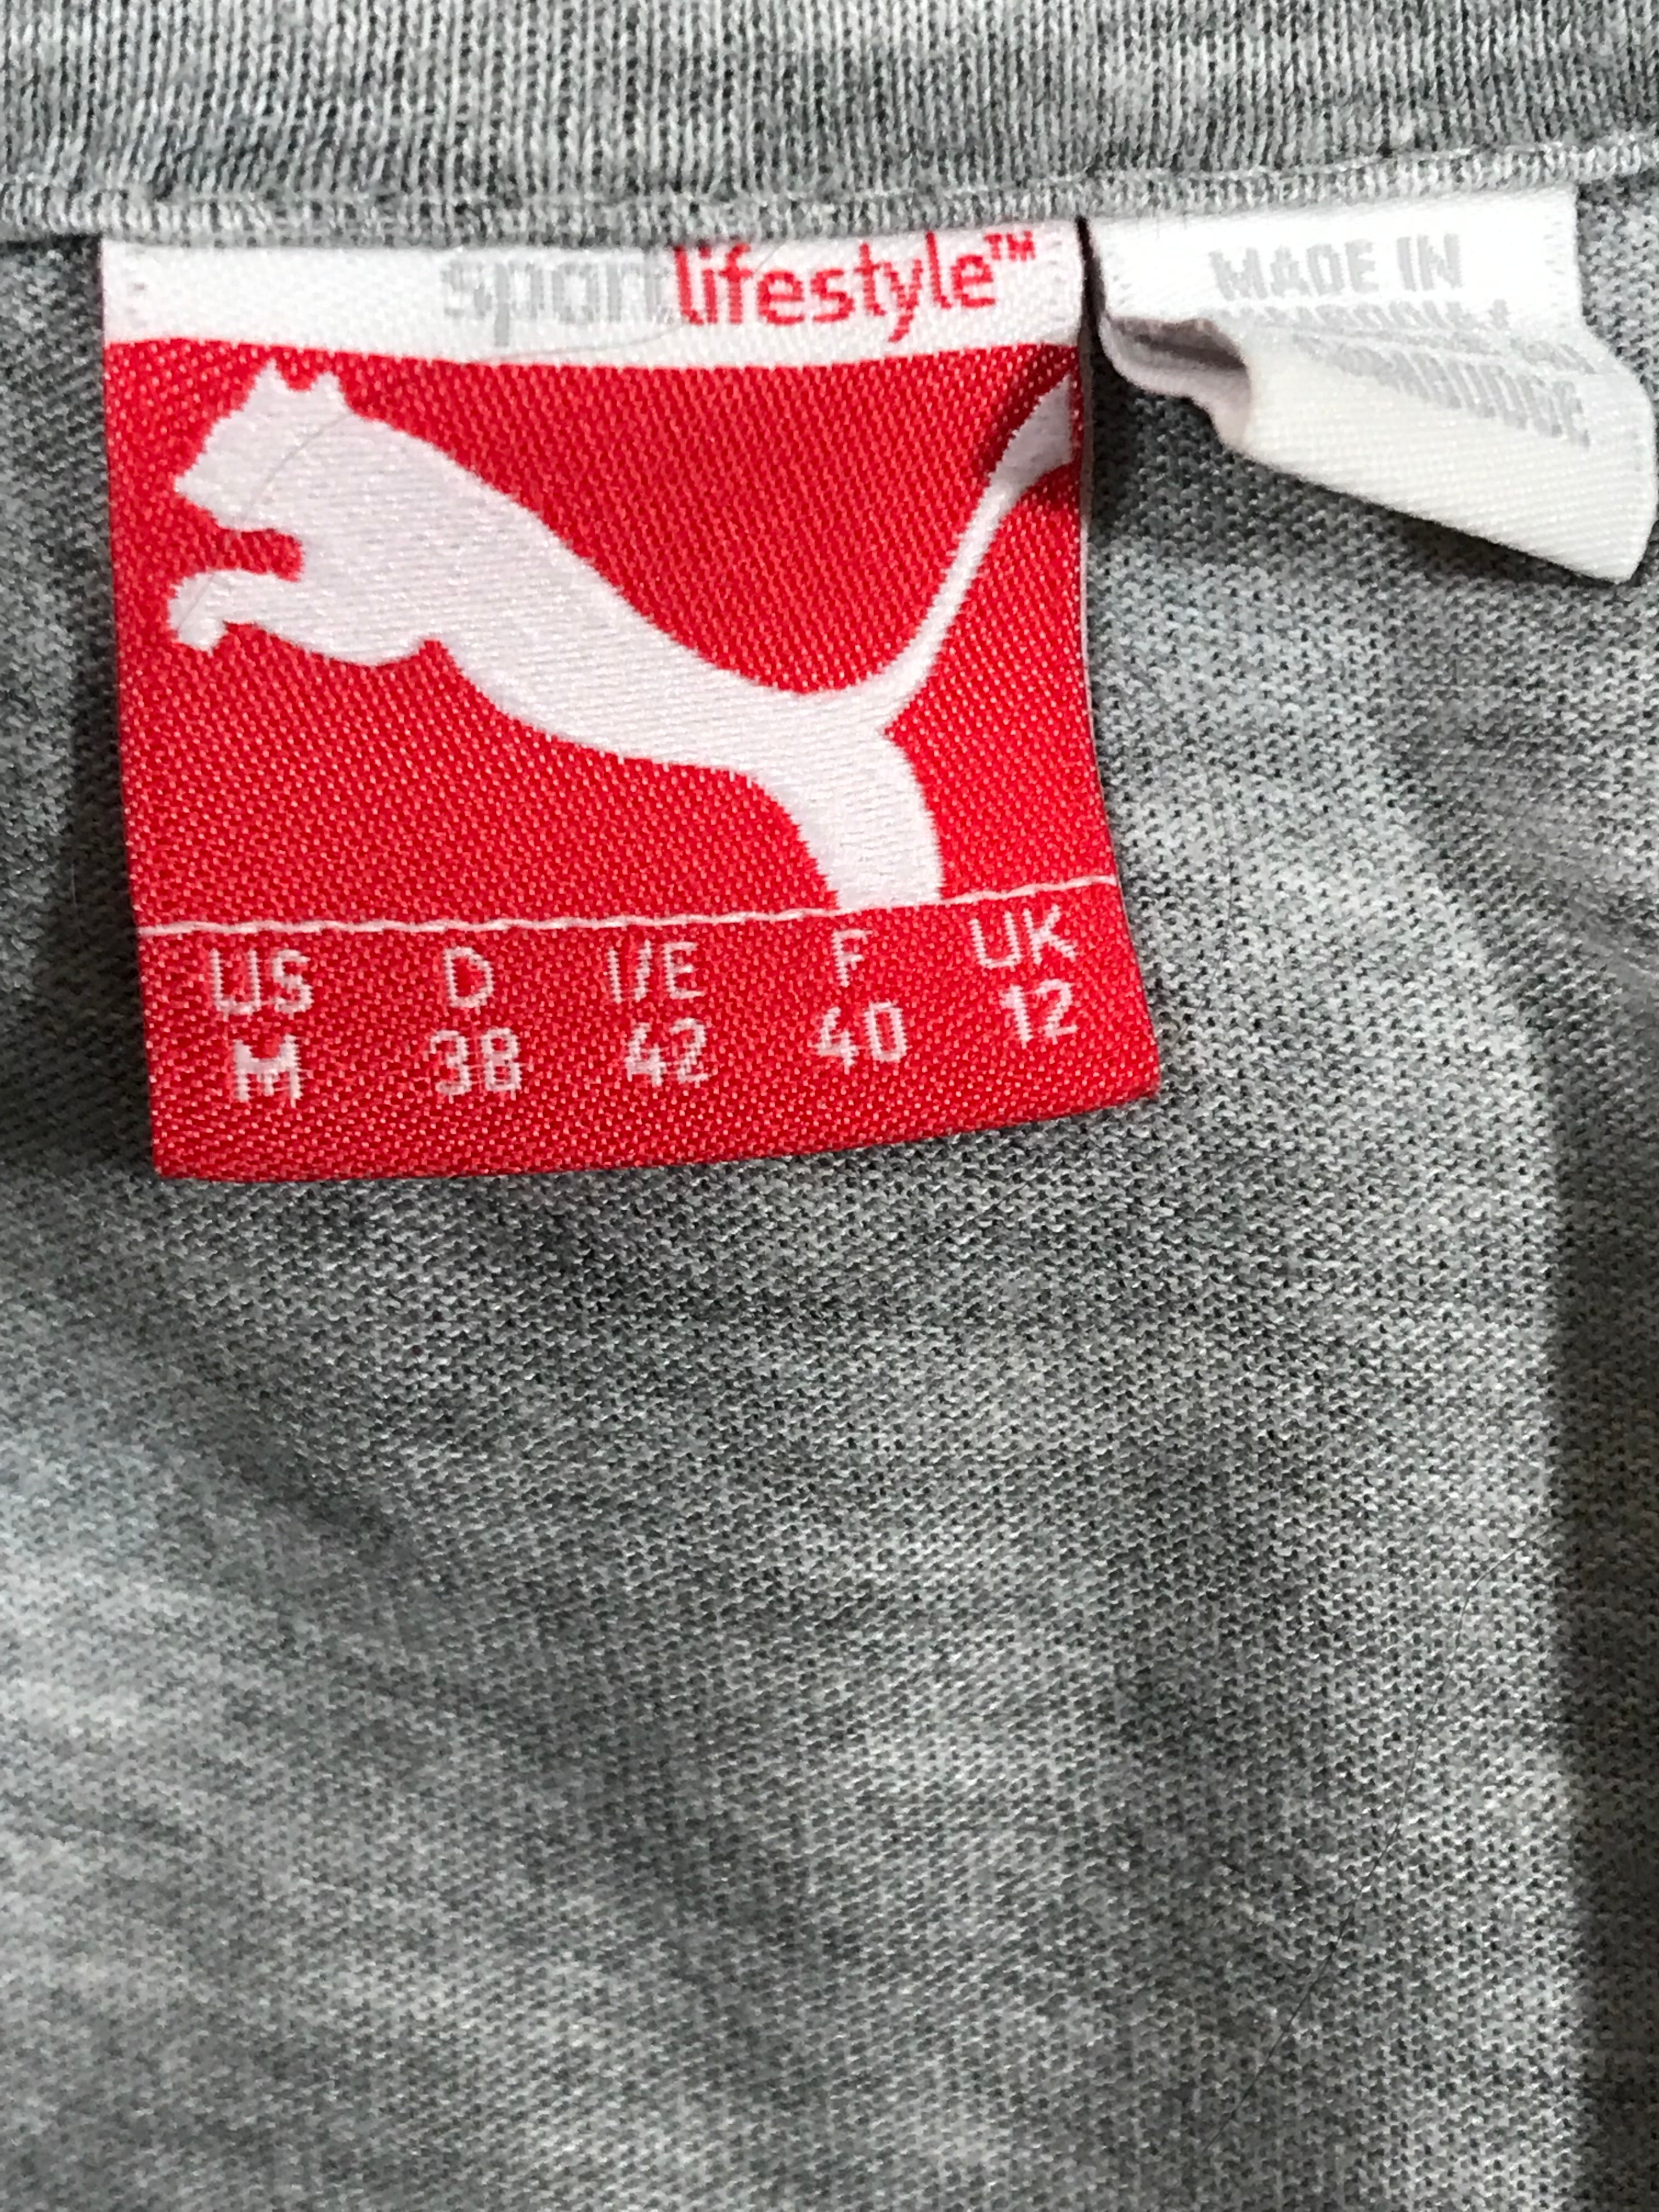 sportlifestyle™
MADE IN
US D I/E F UK
M 38 42 40 12